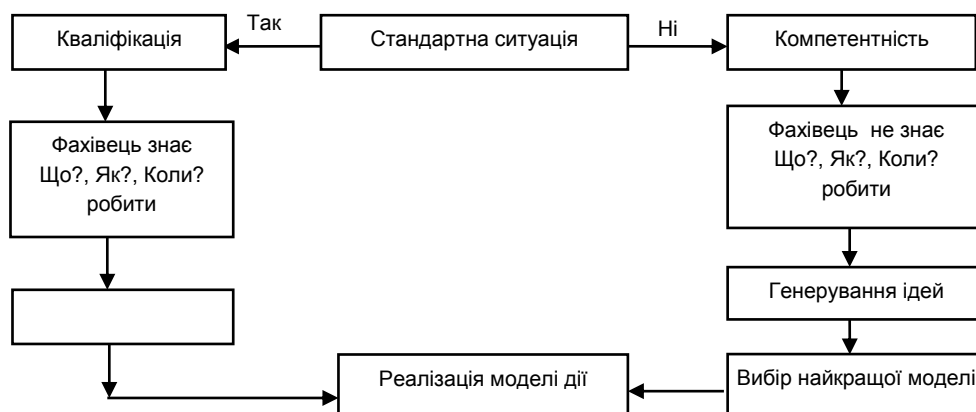 Кваліфікація
Так
Стандартна ситуація
Ні
Компетентність
Фахівець знає
Що?, Як?, Коли?
робити
Фахівець не знає
Що?, Як?, Коли?
робити
Генерування ідей
Реалізація моделі дії
Вибір найкращої моделі